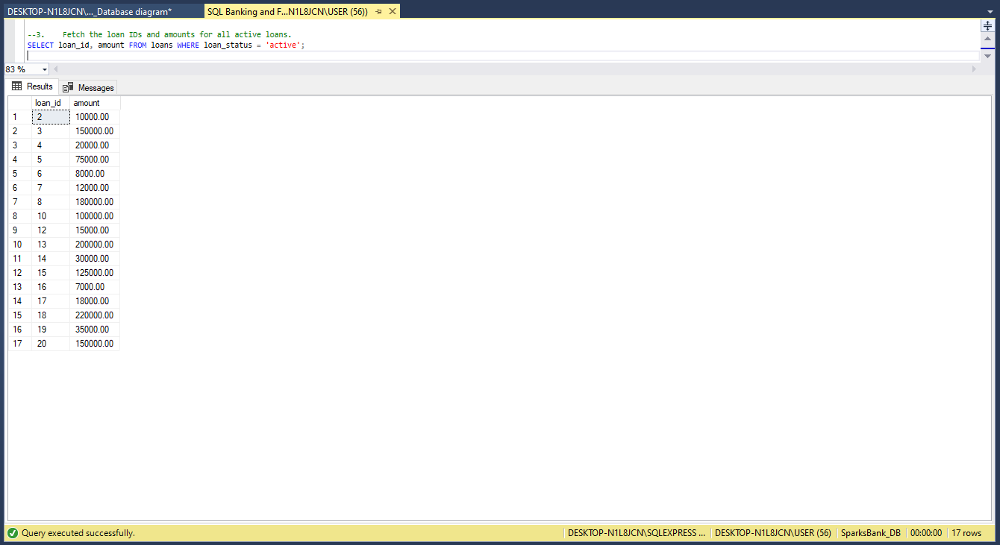 DESKTOP-N1L8JCN\..._Database diagram* SQL Banking and F...N1L8JCN\USER (56))
--3. Fetch the loan IDs and amounts for all active loans.
SELECT loan_id, amount FROM loans WHERE loan_status = 'active';
83 %
Results Messages
loan_id amount
1 2 10000.00
2 3 150000.00
3 4 20000.00
4 5 75000.00
5 6 8000.00
6 7 12000.00
7 8 180000.00
8 10 100000.00
9 12 15000.00
10 13 200000.00
11 14 30000.00
12 15 125000.00
13 16 7000.00
14 17 18000.00
15 18 220000.00
16 19 35000.00
17 20 150000.00
Query executed successfully. DESKTOP-N1L8JCN\SQLEXPRESS ... DESKTOP-N1L8JCN\USER (56) SparksBank_DB 00:00:00 17 rows